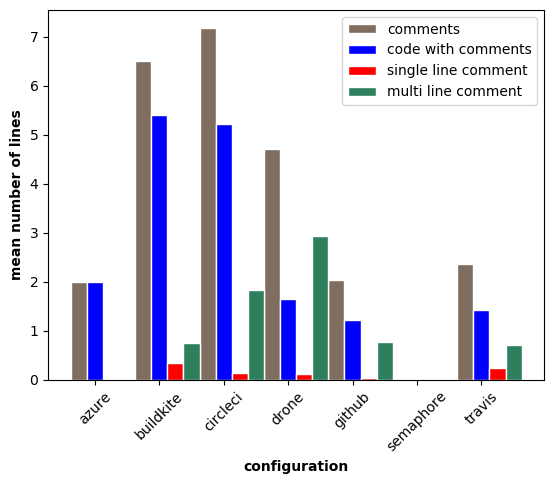 comments
code with comments
single line comment
multi line comment
mean number of lines
7
6
5
4
3
2
1
0
azure
buildkite
circleci
drone
github
semaphore
travis
configuration